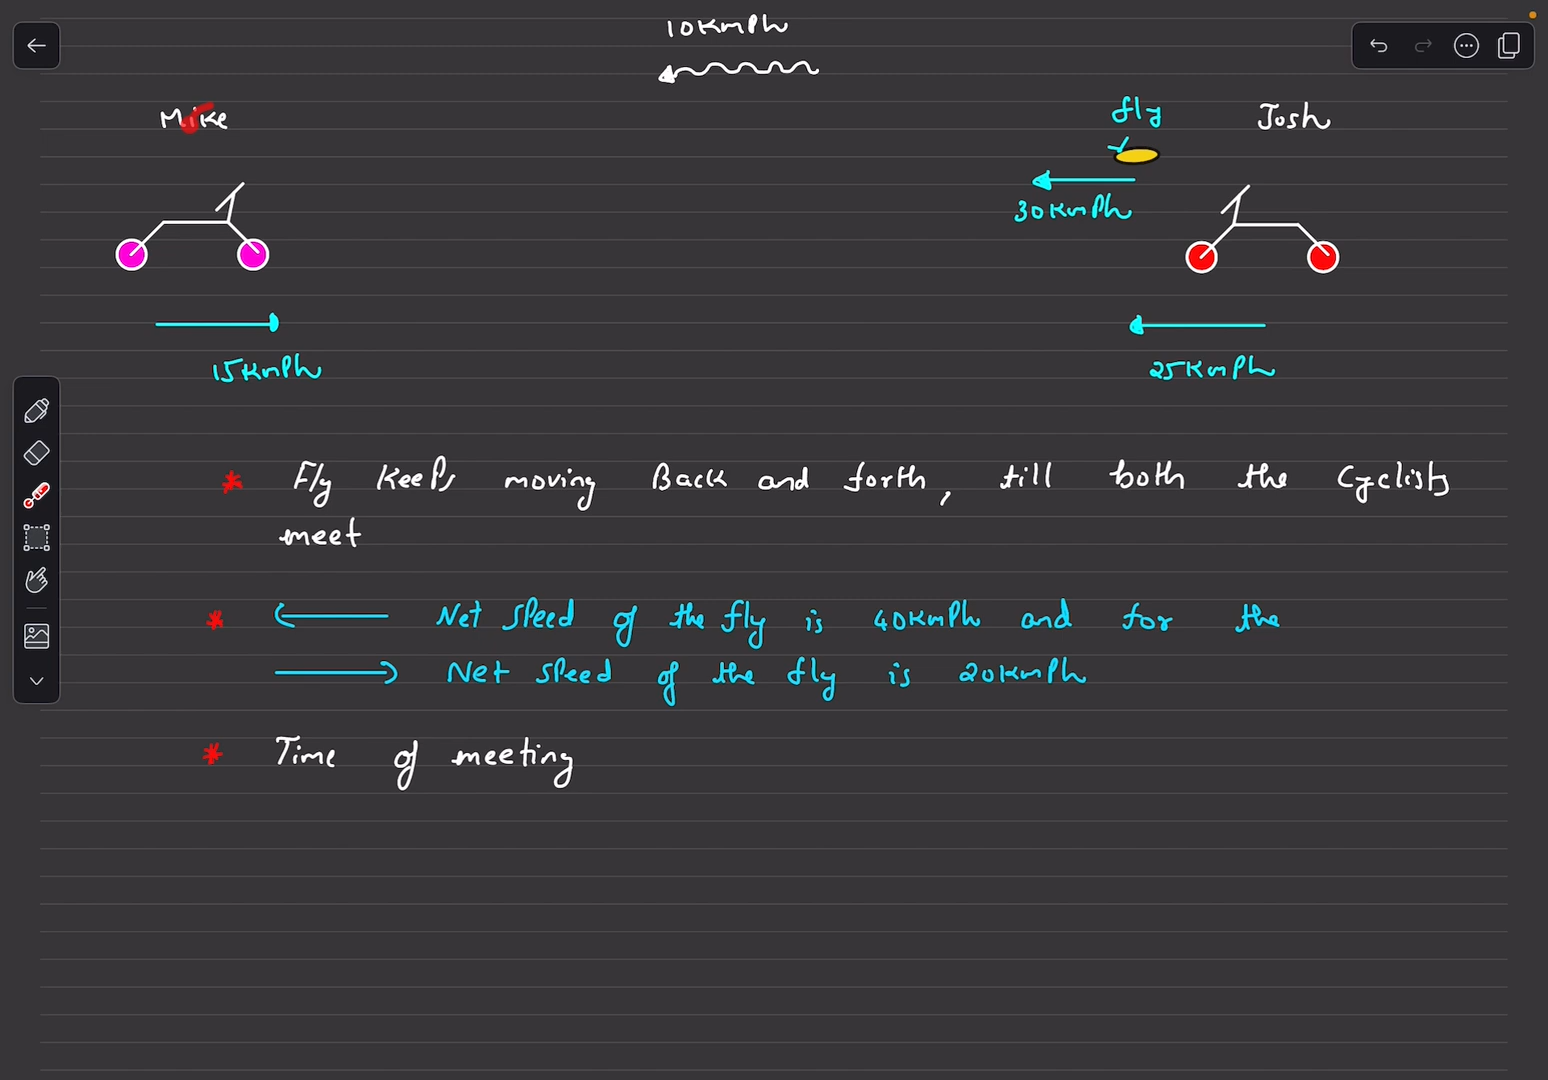 10KmPh
Mike
fly
Josh
30KmPh
15KmPh
25KmPh
* Fly Keeps moving Back and forth, till both the Cyclists
meet
* Net Speed of the fly is 40KmPh and for the
Net Speed of the fly is 20KmPh
* Time of meeting